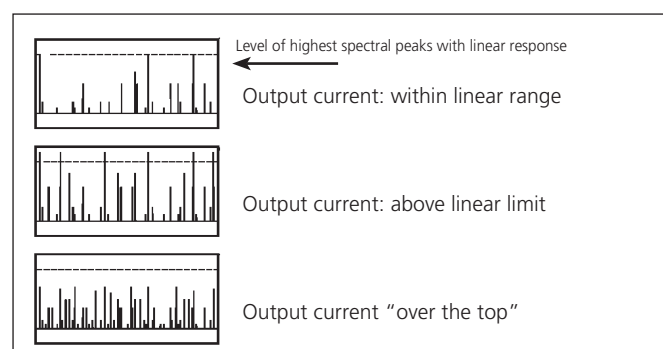 Level of highest spectral peaks with linear response
Output current: within linear range
Output current: above linear limit
Output current “over the top”